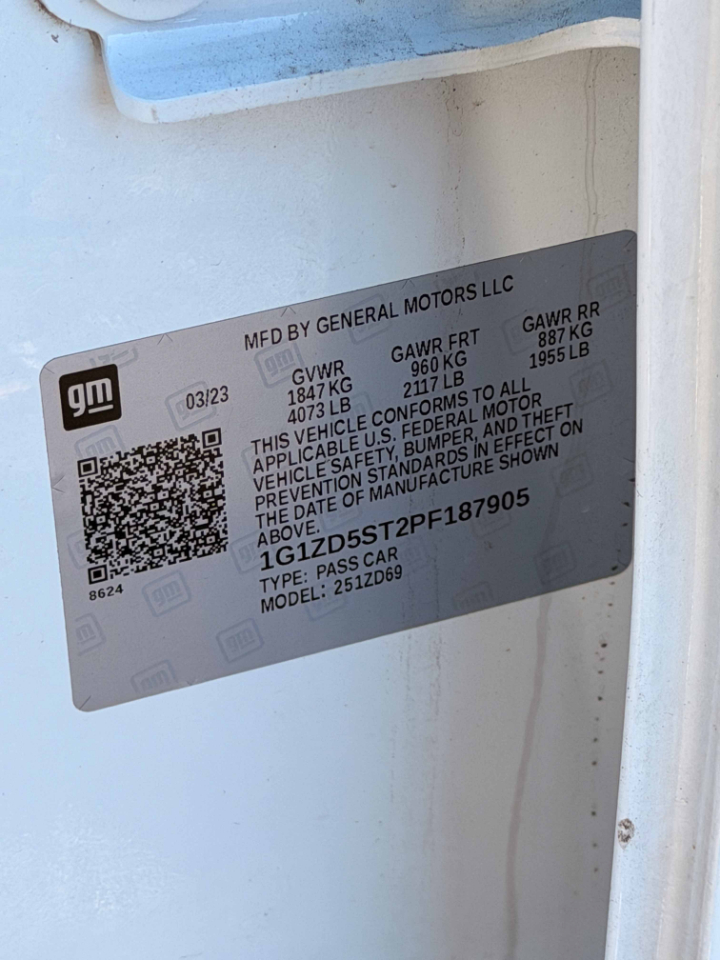 MFD BY GENERAL MOTORS LLC
gm
03/23
GVWR GAWR FRT GAWR RR
1847 KG 960 KG 887 KG
4073 LB 2117 LB 1955 LB
THIS VEHICLE CONFORMS TO ALL
APPLICABLE U.S. FEDERAL MOTOR
VEHICLE SAFETY, BUMPER, AND THEFT
PREVENTION STANDARDS IN EFFECT ON
THE DATE OF MANUFACTURE SHOWN
ABOVE.
1G1ZD5ST2PF187905
TYPE: PASS CAR
MODEL: 251ZD69
8624